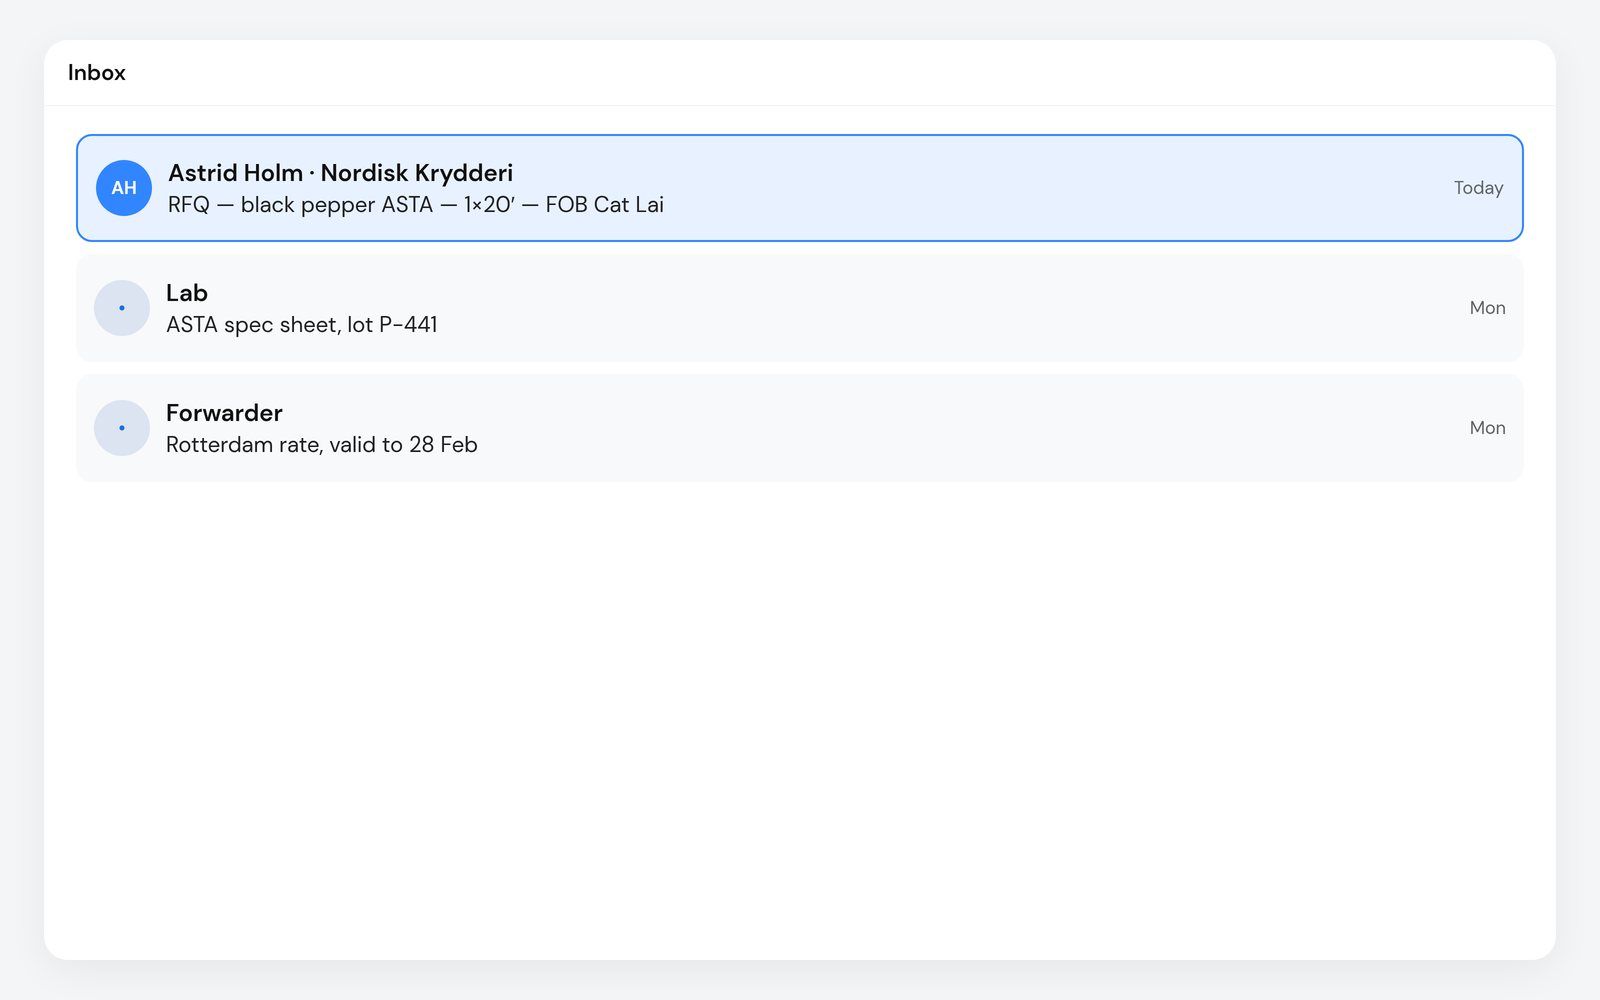 Inbox
AH
Astrid Holm · Nordisk Krydderi
RFQ — black pepper ASTA — 1×20′ — FOB Cat Lai
Today
Lab
ASTA spec sheet, lot P-441
Mon
Forwarder
Rotterdam rate, valid to 28 Feb
Mon